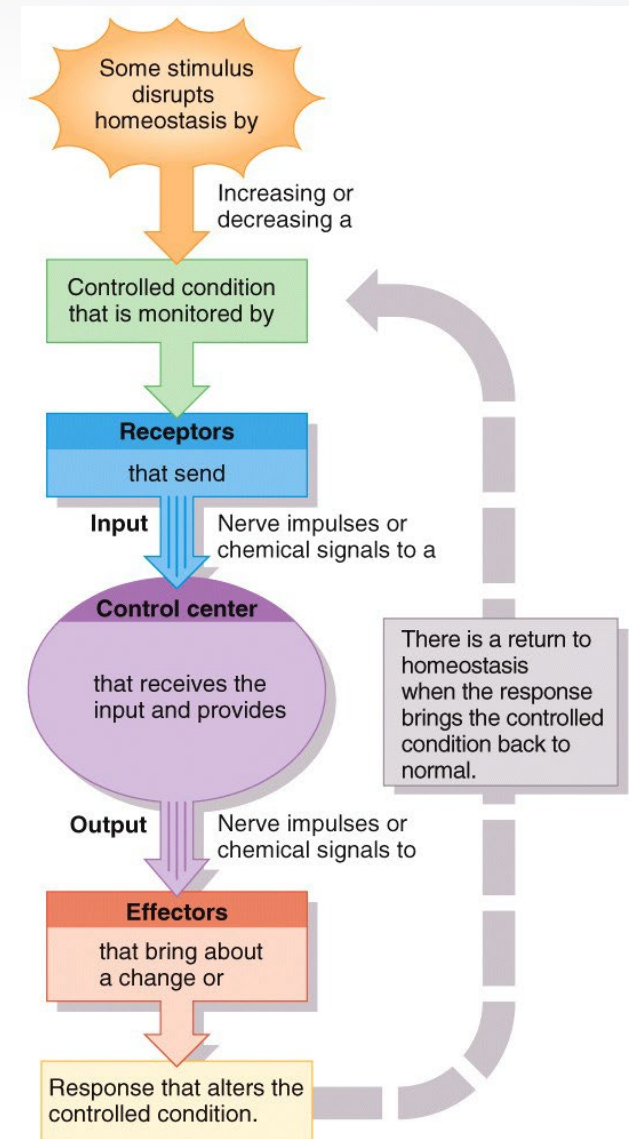 Some stimulus
disrupts
homeostasis by
Increasing or
decreasing a
Controlled condition
that is monitored by
Receptors
that send
Input
Nerve impulses or
chemical signals to a
Control center
that receives the
input and provides
Output
Nerve impulses or
chemical signals to
Effectors
that bring about
a change or
Response that alters the
controlled condition.
There is a return to
homeostasis
when the response
brings the controlled
condition back to
normal.